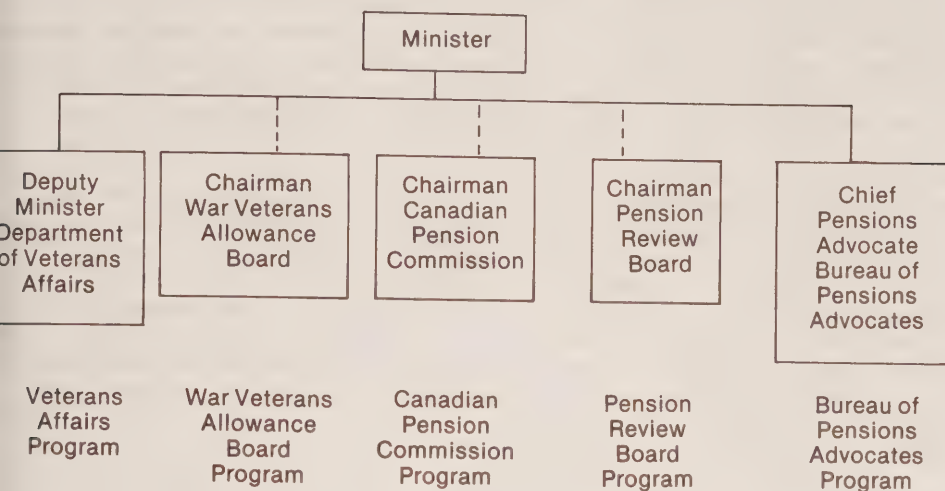 Minister
Deputy
Minister
Department
of Veterans
Affairs
Chairman
War Veterans
Allowance
Board
Chairman
Canadian
Pension
Commission
Chairman
Pension
Review
Board
Chief
Pensions
Advocate
Bureau of
Pensions
Advocates
Veterans
Affairs
Program
War Veterans
Allowance
Board
Program
Canadian
Pension
Commission
Program
Pension
Review
Board
Program
Bureau of
Pensions
Advocates
Program